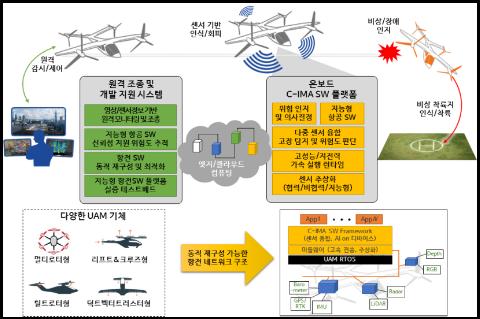 원격
감시/제어
센서 기반
인식/회피
비상/장애
인지
비상 착륙지
인식/착륙
원격 조종 및
개발 지원 시스템
영상/센서정보 기반
원격모니터링 및 조종
지능형 항공 SW
신뢰성 지원 위험도 추적
항전 SW
동적 재구성 및 최적화
지능형 항전SW 플랫폼
실증 테스트베드
엣지/클라우드
컴퓨팅
온보드
C-IMA SW 플랫폼
위험 인지
및 의사결정
지능형
항공 SW
다중 센서 융합
고장 탐지 및 위험도 판단
고성능/저전력
가속 실행 런타임
센서 추상화
(협력/비협력/지능형)
다양한 UAM 기체
멀티로터형
리프트&크루즈형
틸트로터형
덕트벡터트러스터형
동적 재구성 가능한
항전 네트워크 구조
App1 • • • App#
C-IMA SW Framework
(센서 융합, AI on 디바이스)
미들웨어 (고속 전송, 추상화)
UAM RTOS
Depth
RGB
Baro
meter
GPS/
RTK
IMU
LiDAR
Radar